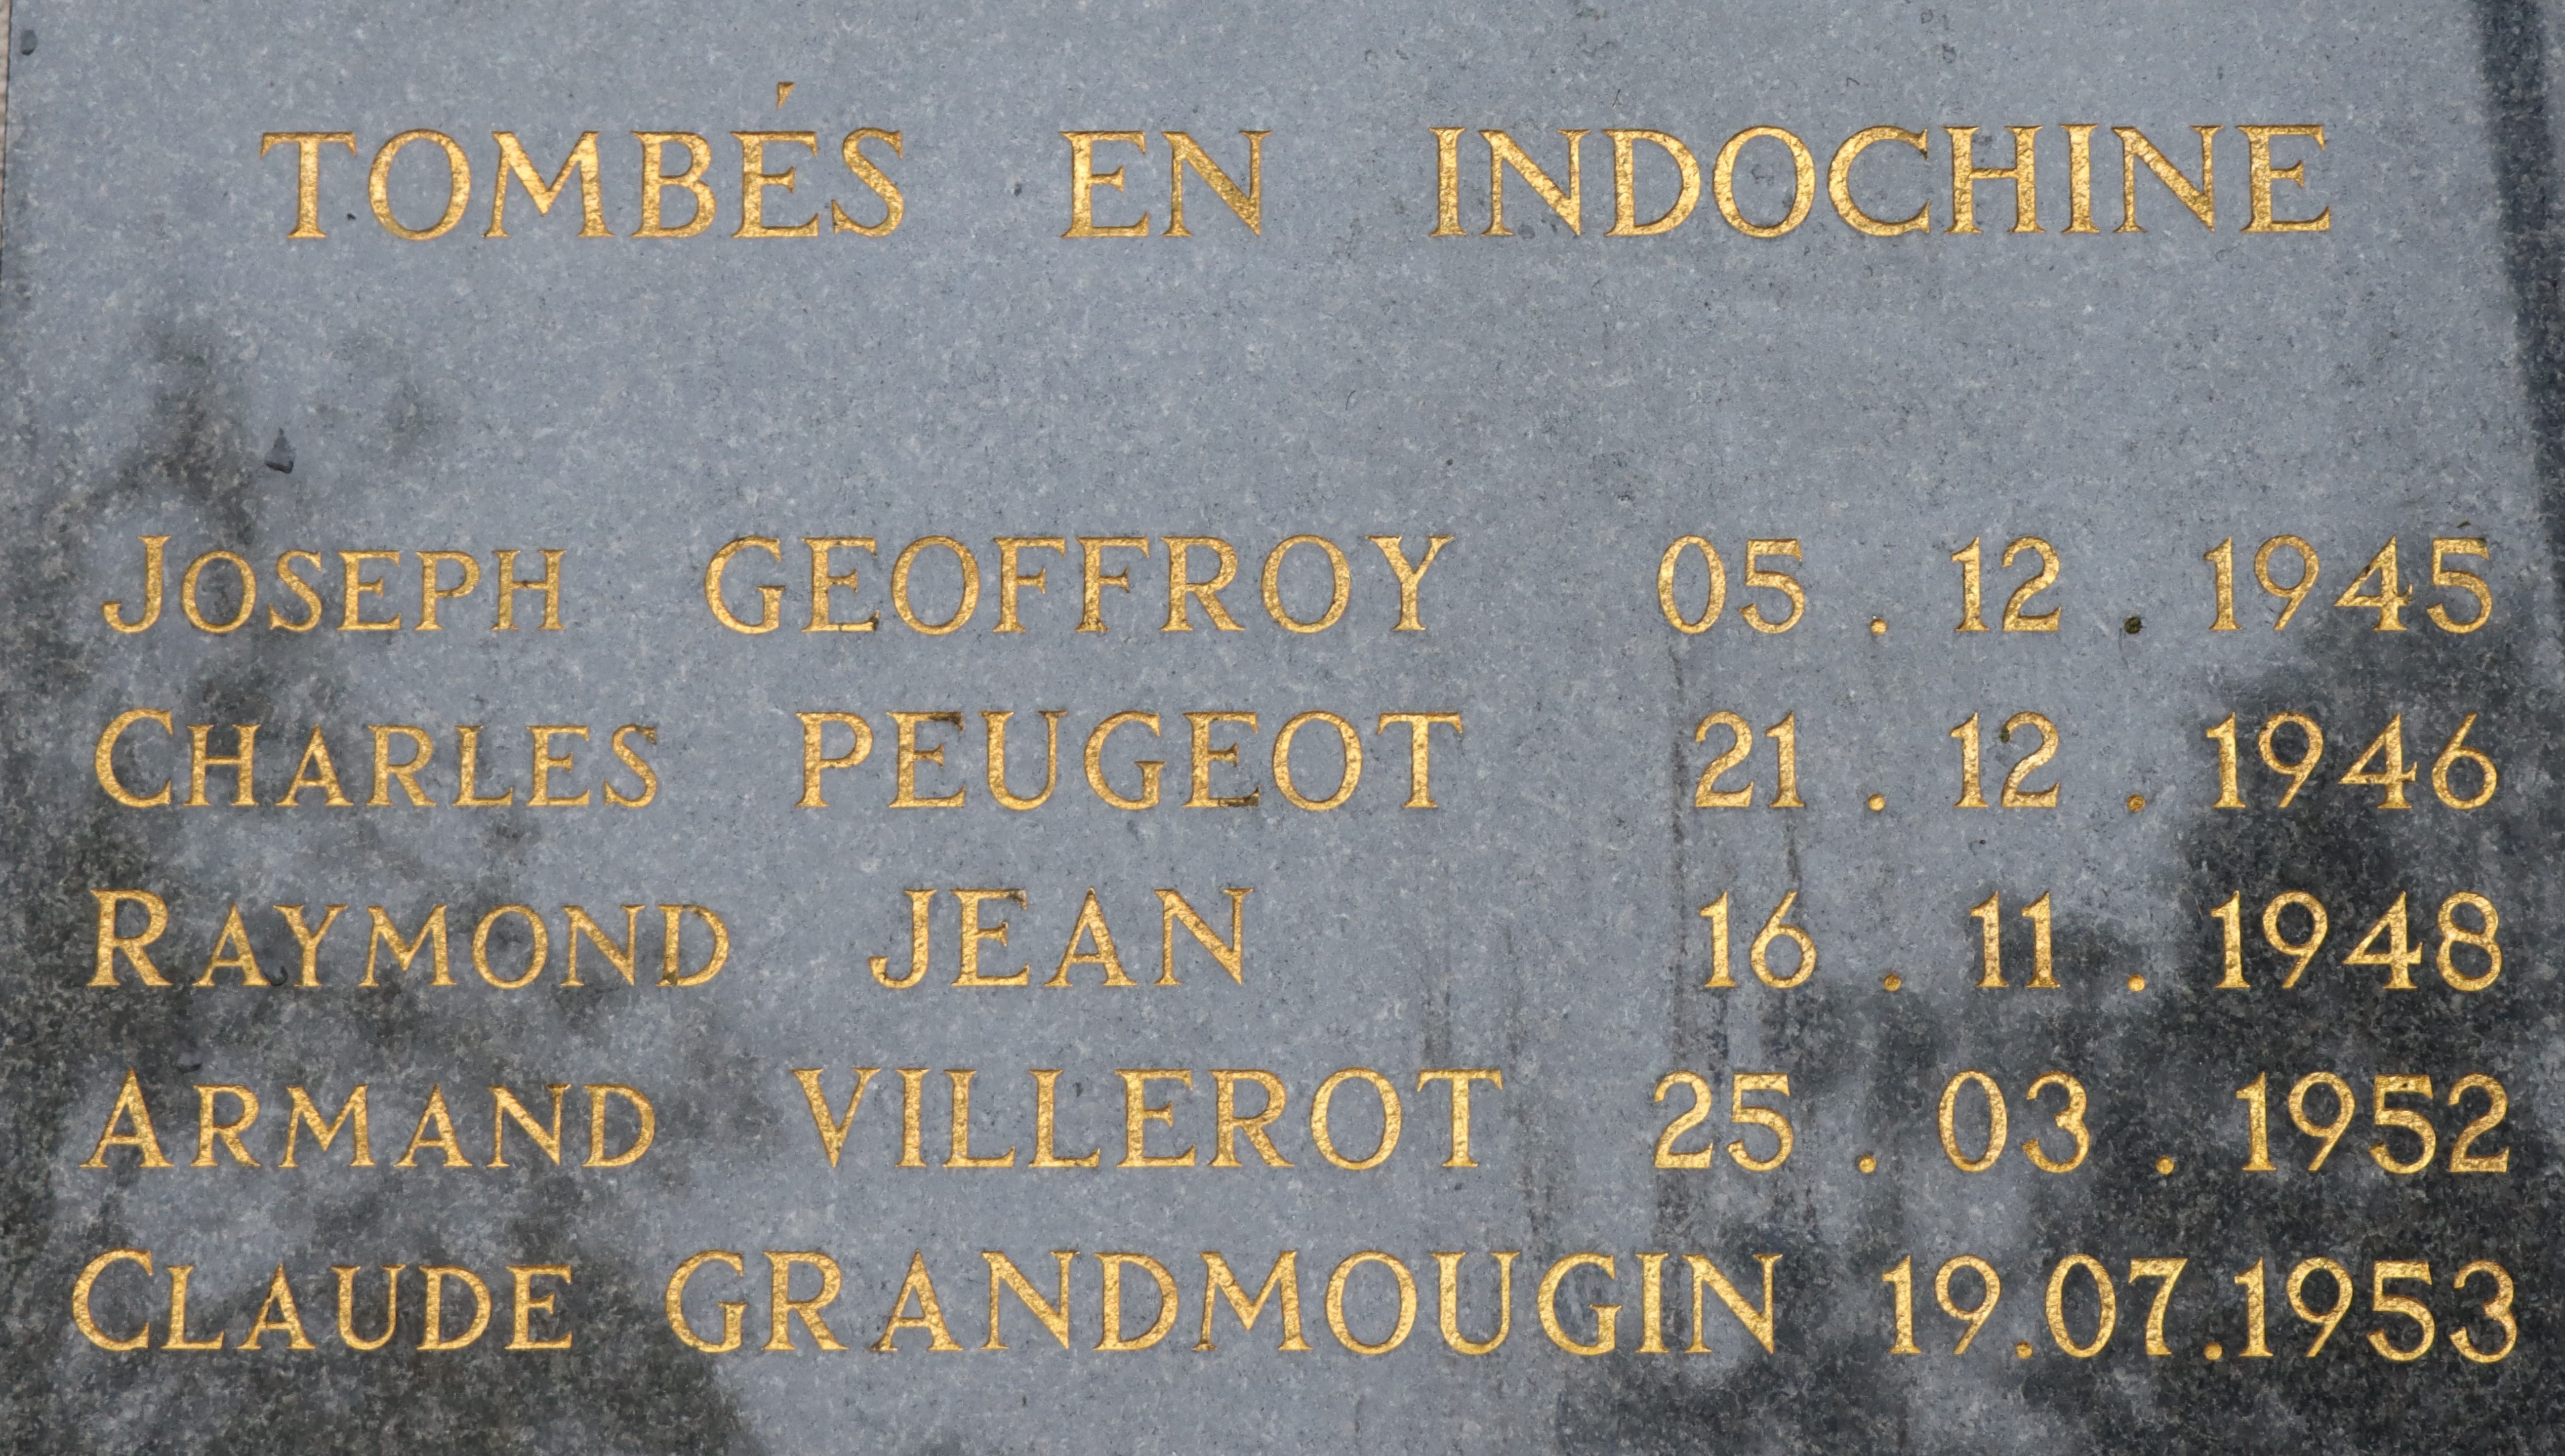 TOMBÉS EN INDOCHINE
JOSEPH GEOFFROY 05.12.1945
CHARLES PEUGEOT 21.12.1946
RAYMOND JEAN 16.11.1948
ARMAND VILLEROT 25.03.1952
CLAUDE GRANDMOUGIN 19.07.1953